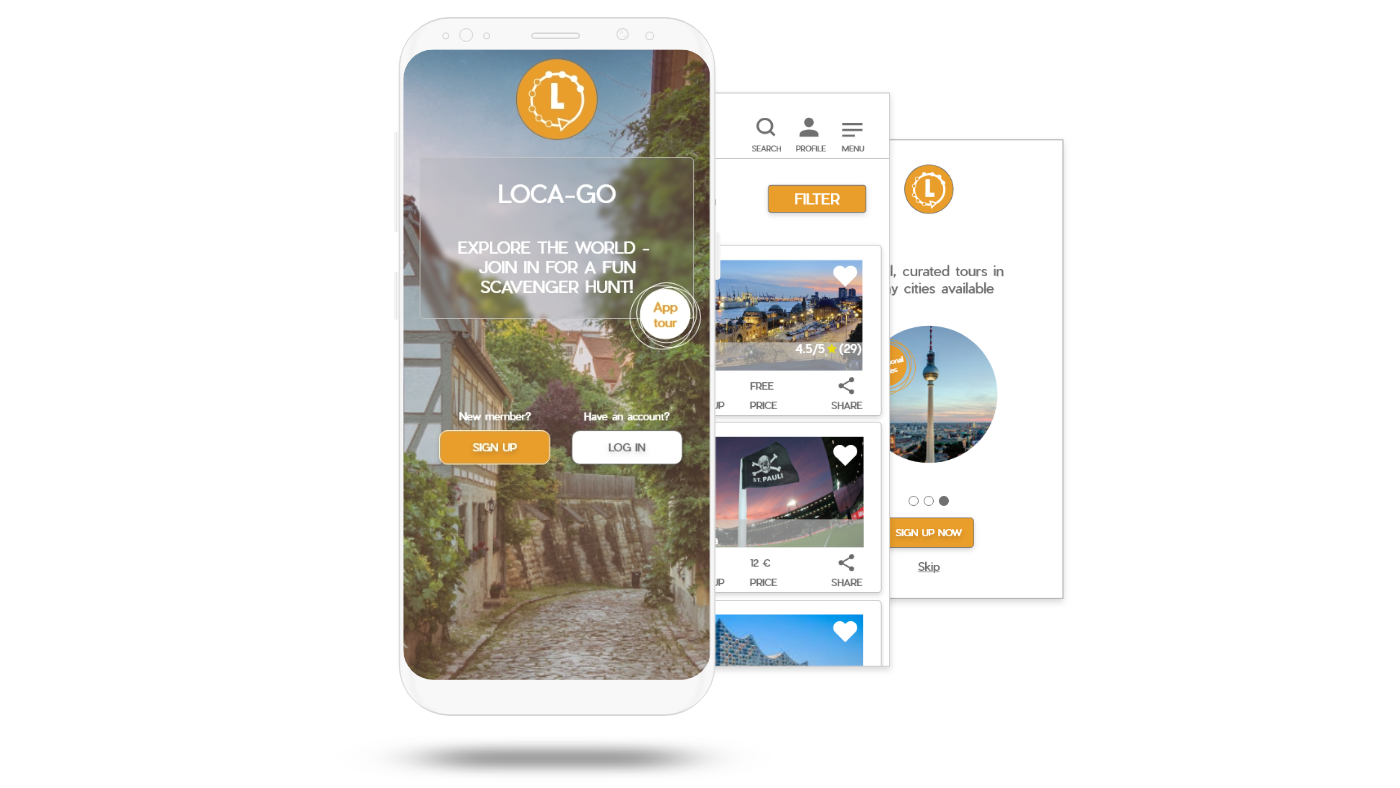 L
LOCA-GO
EXPLORE THE WORLD -
JOIN IN FOR A FUN
SCAVENGER HUNT!
App
tour
New member?
Have an account?
SIGN UP
LOG IN
SEARCH
PROFILE
MENU
FILTER
4.5/5 ★ (29)
FREE
UP
PRICE
SHARE
ST. PAULI
a
12 €
UP
PRICE
SHARE
L
l, curated tours in
y cities available
SIGN UP NOW
Skip